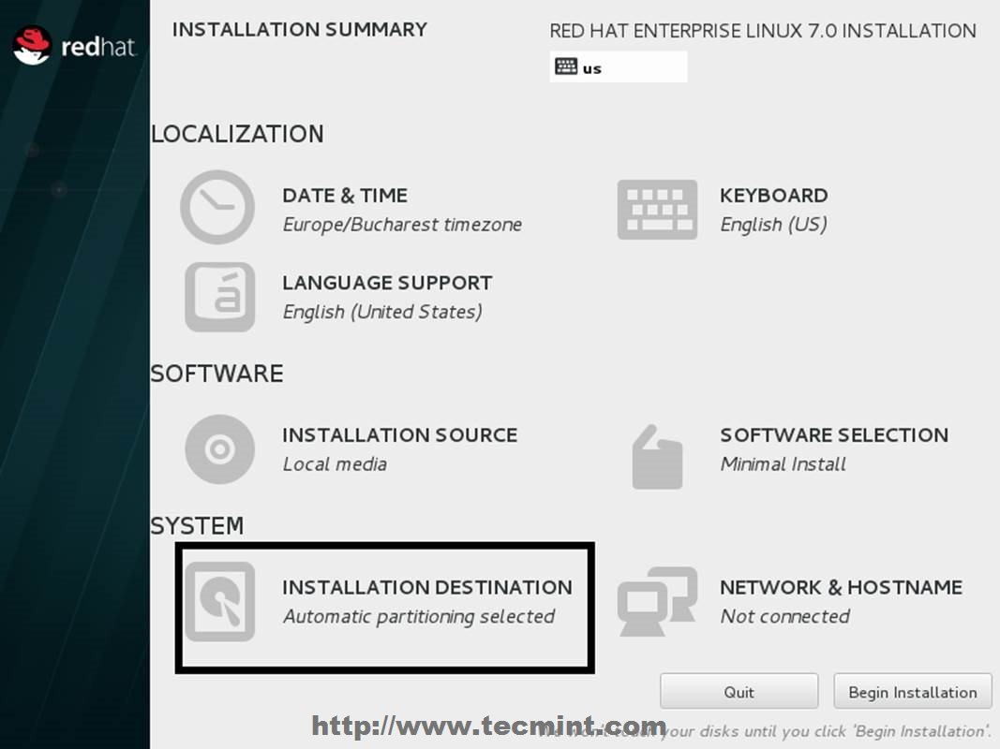 redhat
INSTALLATION SUMMARY
RED HAT ENTERPRISE LINUX 7.0 INSTALLATION
us
LOCALIZATION
DATE & TIME
Europe/Bucharest timezone
KEYBOARD
English (US)
LANGUAGE SUPPORT
English (United States)
SOFTWARE
INSTALLATION SOURCE
Local media
SOFTWARE SELECTION
Minimal Install
SYSTEM
INSTALLATION DESTINATION
Automatic partitioning selected
NETWORK & HOSTNAME
Not connected
Quit
Begin Installation
http://www.tecmint.com
We won't touch your disks until you click 'Begin Installation'.